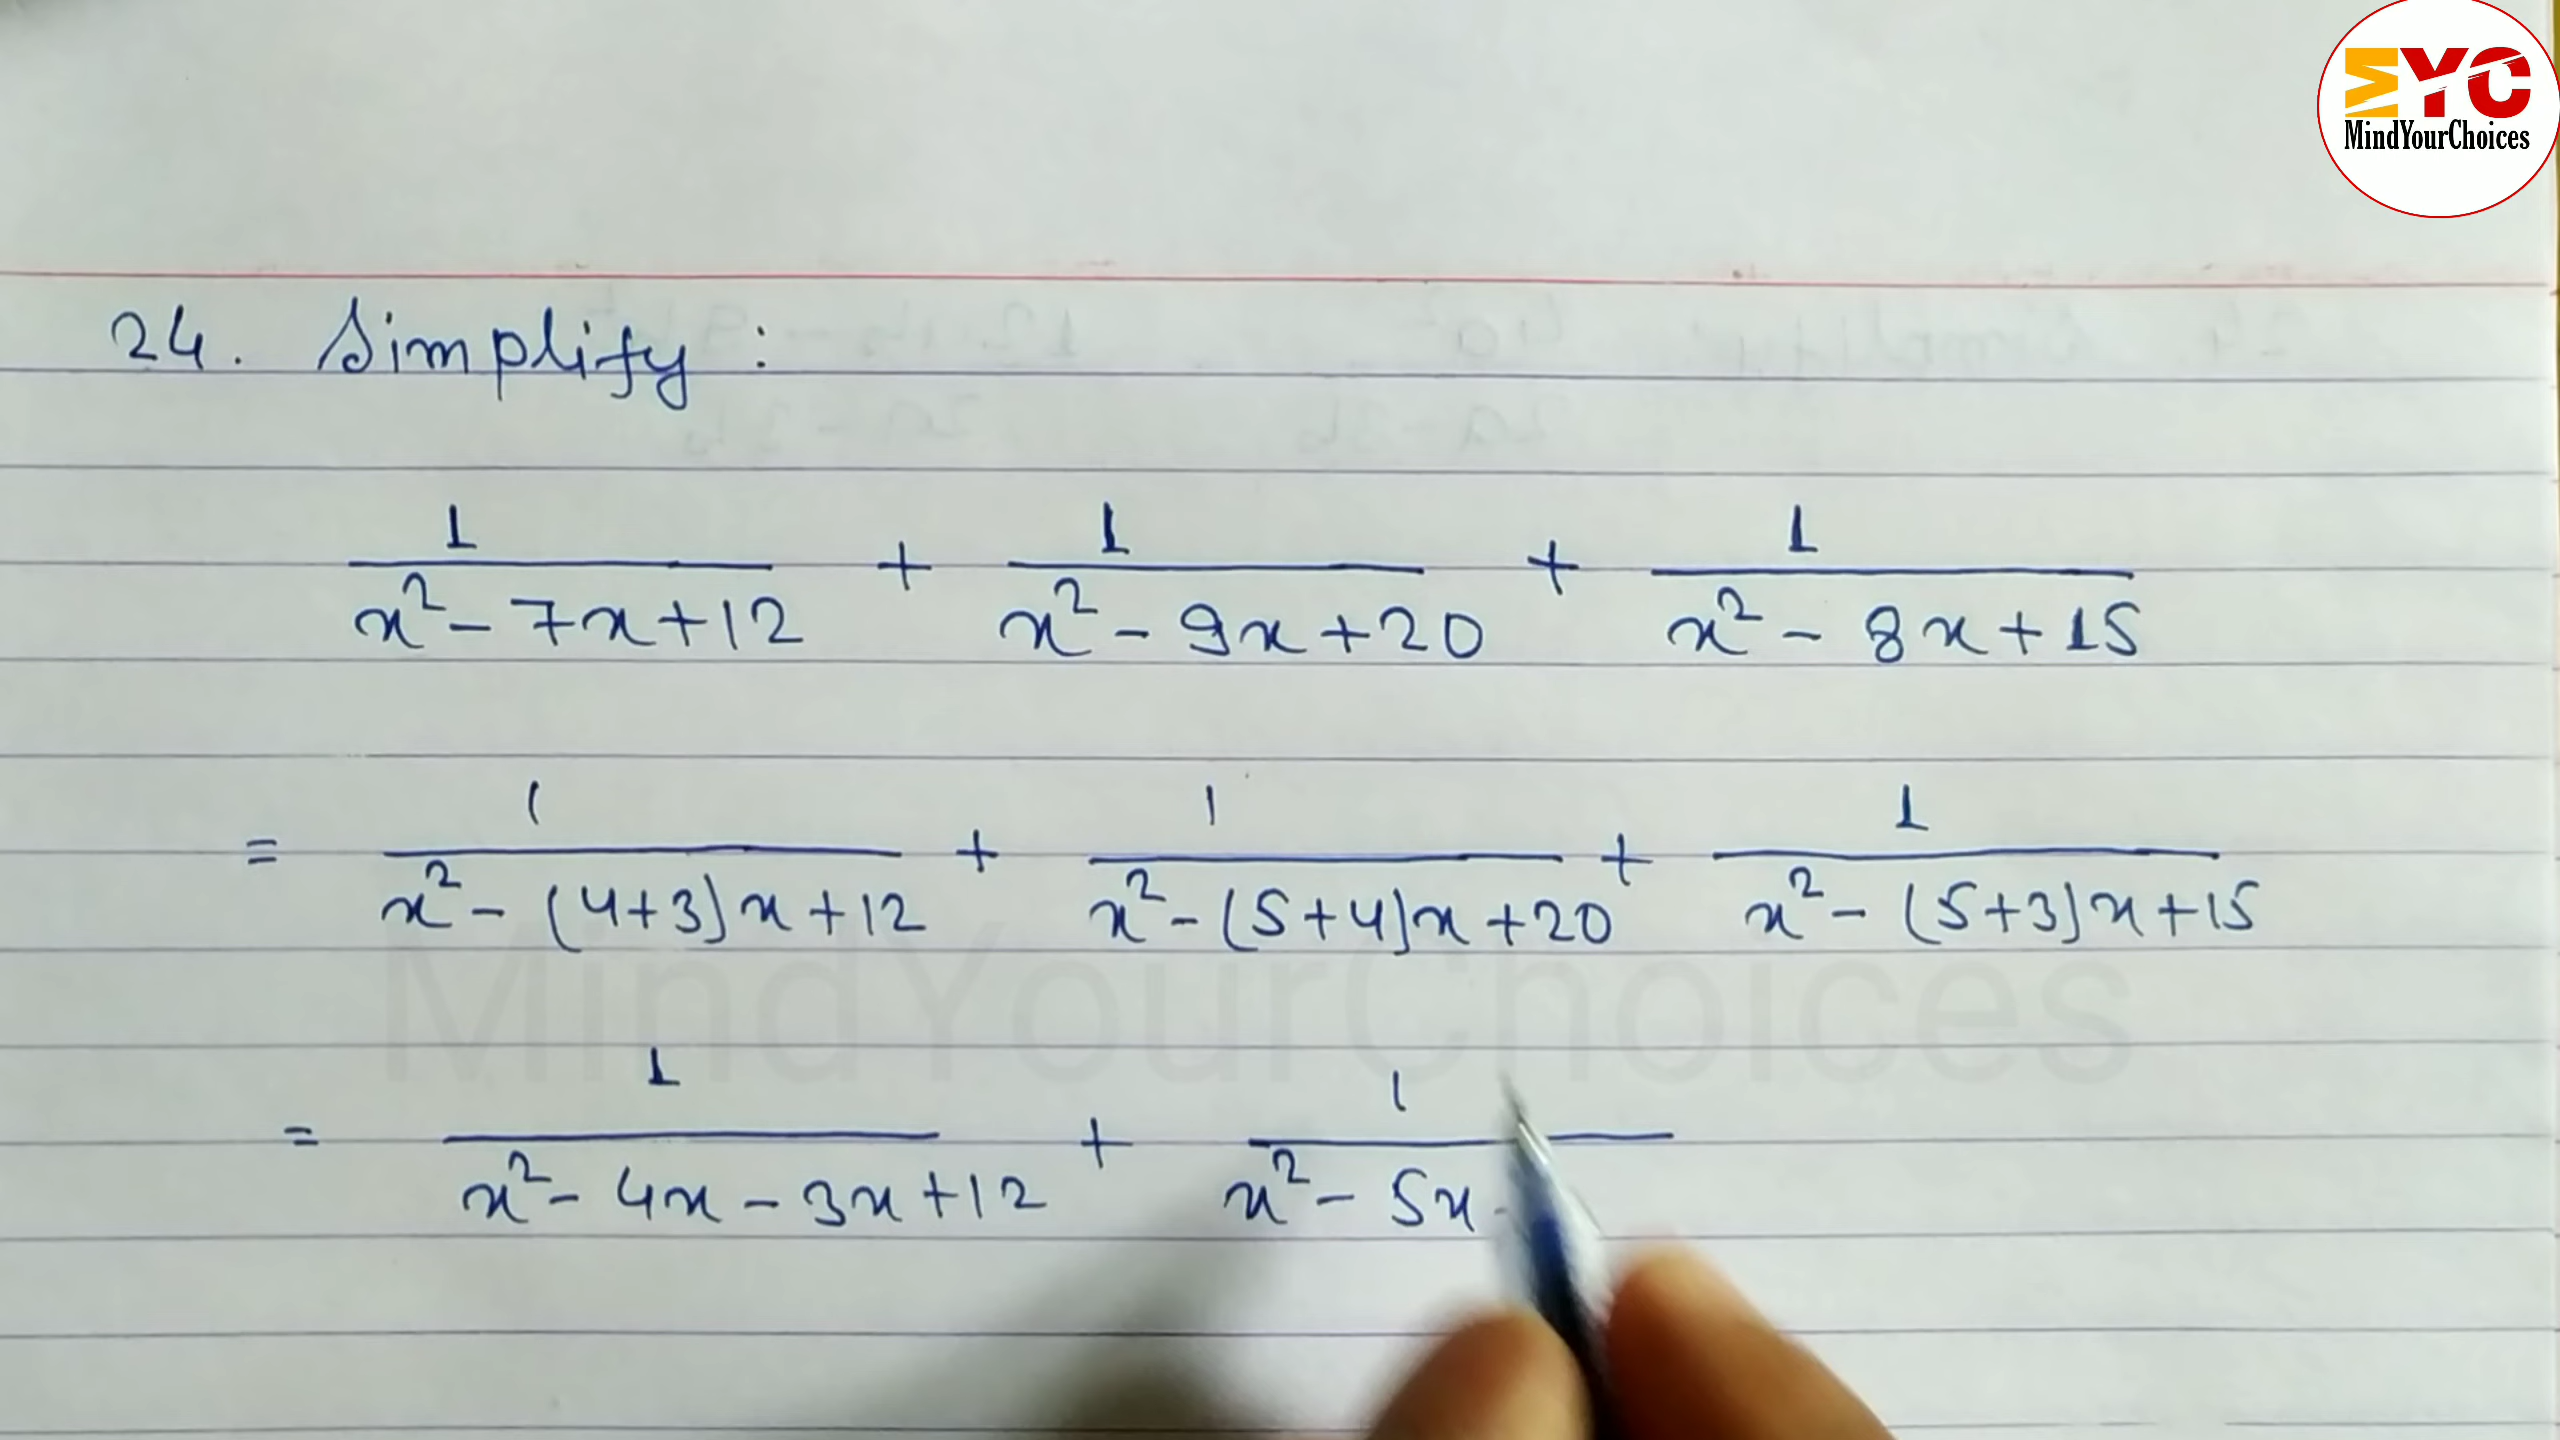 MYC
MindYourChoices
24. Simplify :
1/(x² - 7x + 12) + 1/(x² - 9x + 20) + 1/(x² - 8x + 15)
= 1/(x² - (4+3)x + 12) + 1/(x² - (5+4)x + 20) + 1/(x² - (5+3)x + 15)
MindYourChoices
= 1/(x² - 4x - 3x + 12) + 1/(x² - 5x -